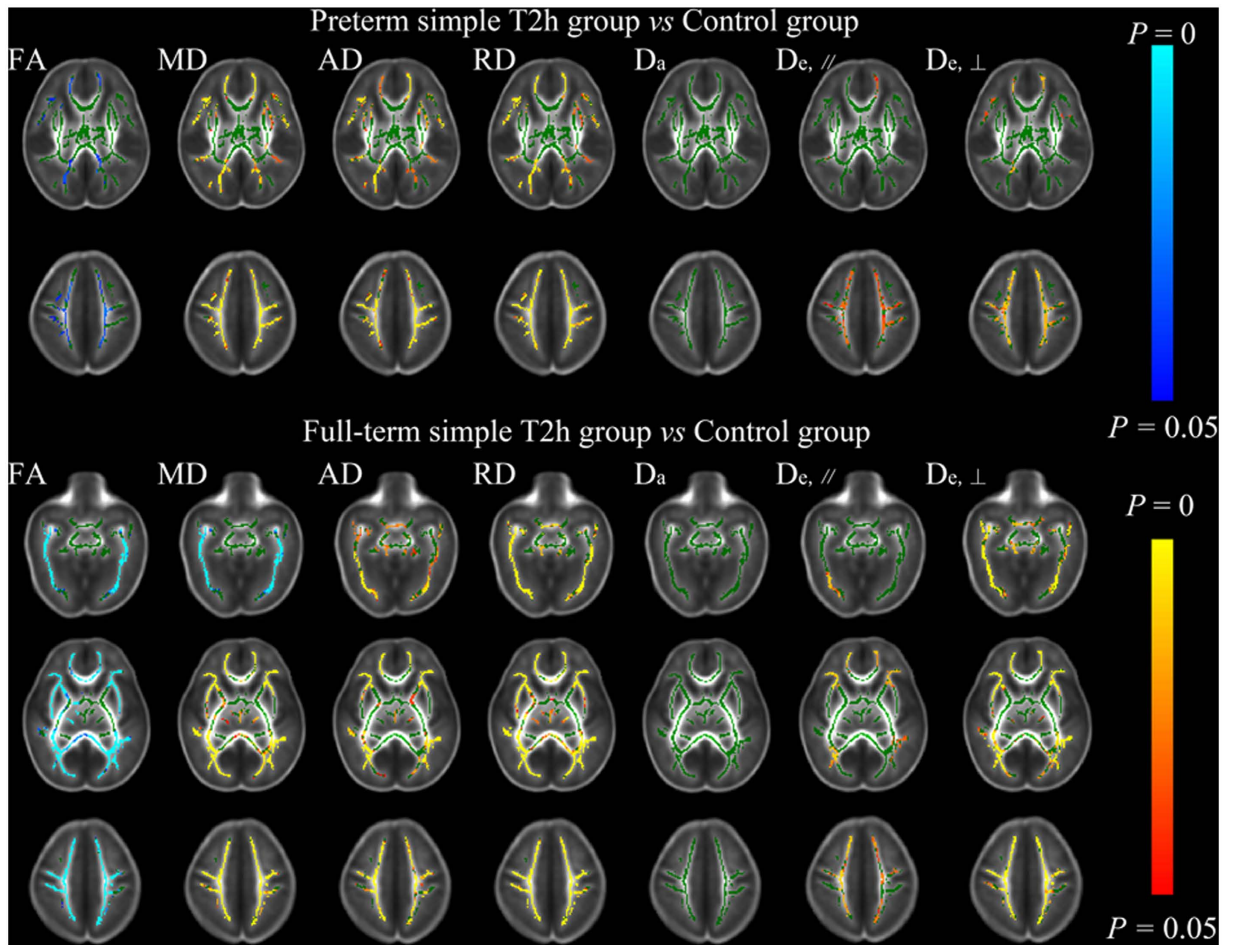 Preterm simple T2h group vs Control group
P = 0
FA MD AD RD Da De, // De, ⊥
P = 0.05
Full-term simple T2h group vs Control group
FA MD AD RD Da De, // De, ⊥
P = 0
P = 0.05